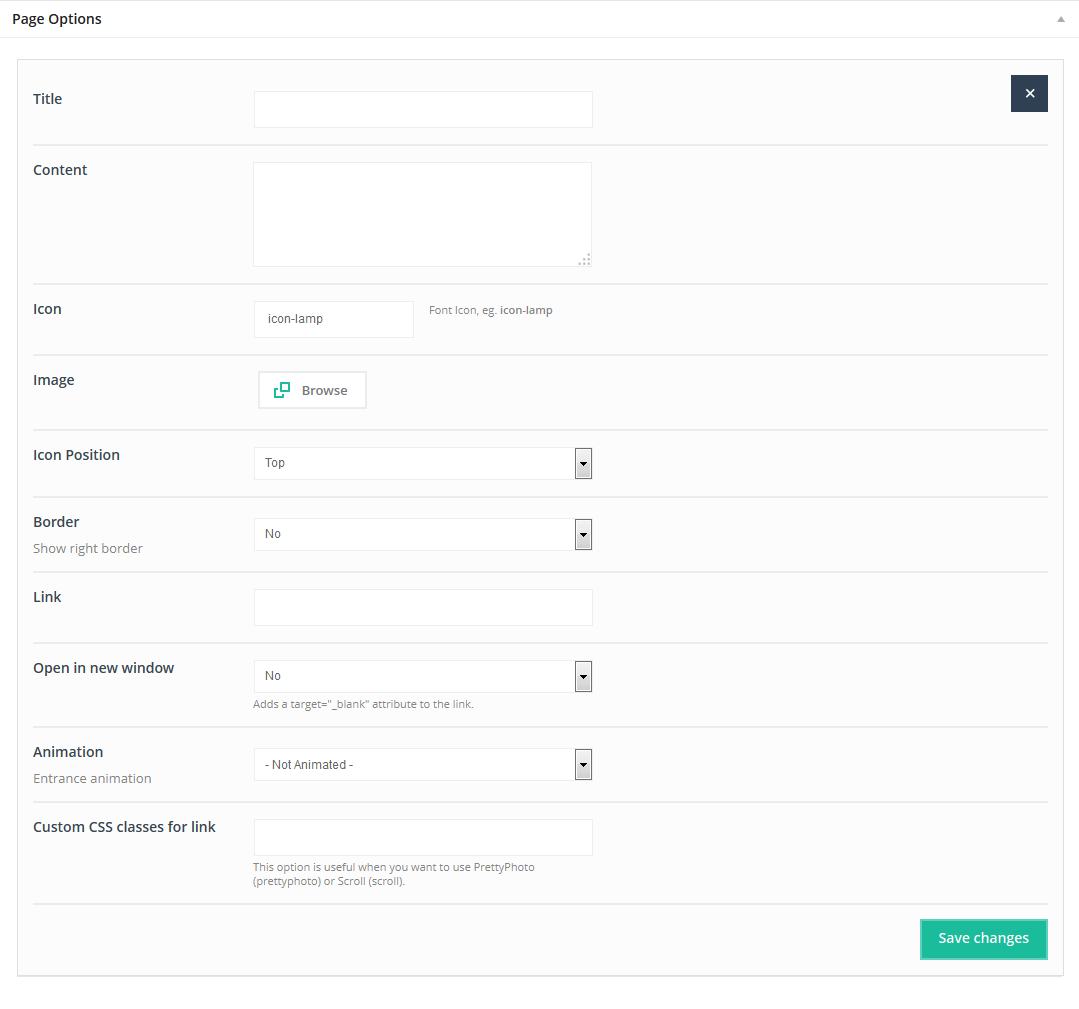 Page Options
Title
Content
Icon
icon-lamp
Font Icon, eg. icon-lamp
Image
Browse
Icon Position
Top
Border
No
Show right border
Link
Open in new window
No
Adds a target="_blank" attribute to the link.
Animation
- Not Animated -
Entrance animation
Custom CSS classes for link
This option is useful when you want to use PrettyPhoto
(prettyphoto) or Scroll (scroll).
Save changes